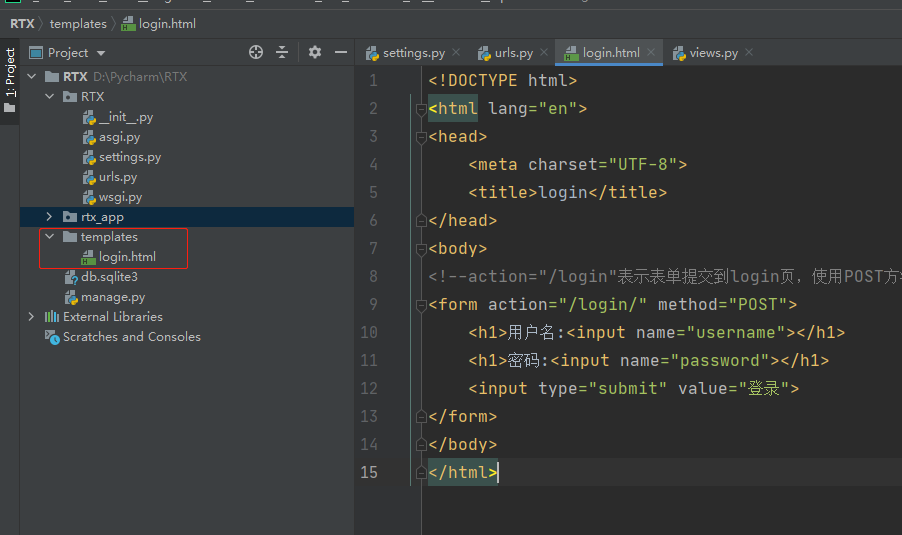 RTX templates login.html
1: Project
Project
RTX D:\Pycharm\RTX
RTX
__init__.py
asgi.py
settings.py
urls.py
wsgi.py
rtx_app
templates
login.html
db.sqlite3
manage.py
External Libraries
Scratches and Consoles
settings.py urls.py login.html views.py
1 <!DOCTYPE html>
2 <html lang="en">
3 <head>
4 <meta charset="UTF-8">
5 <title>login</title>
6 </head>
7 <body>
8 <!--action="/login"表示表单提交到login页，使用POST方
9 <form action="/login/" method="POST">
10 <h1>用户名:<input name="username"></h1>
11 <h1>密码:<input name="password"></h1>
12 <input type="submit" value="登录">
13 </form>
14 </body>
15 </html>